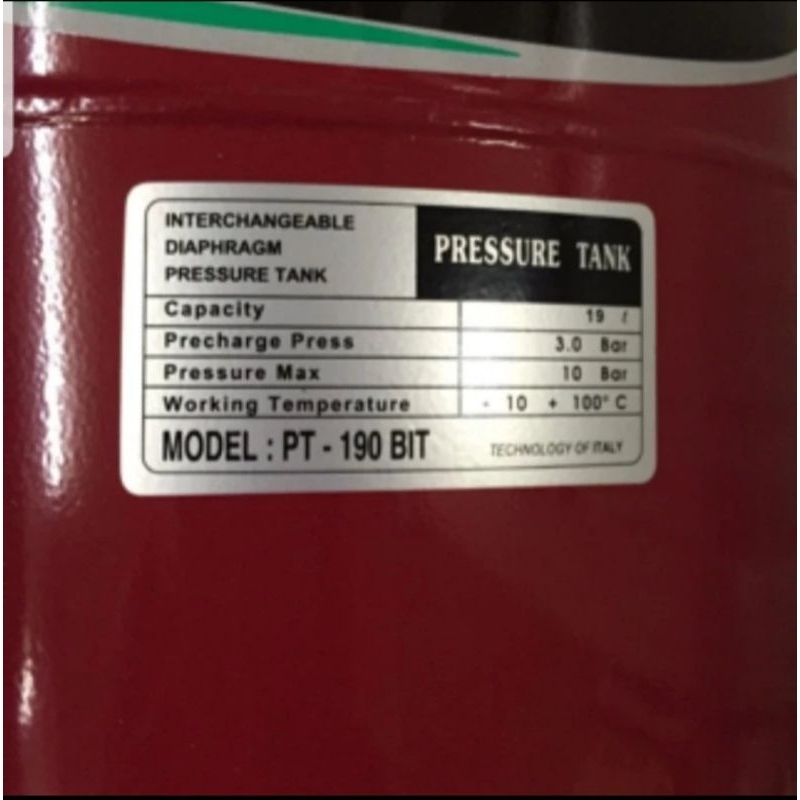 INTERCHANGEABLE
DIAPHRAGM
PRESSURE TANK
PRESSURE TANK
Capacity 19 ℓ
Precharge Press 3.0 Bar
Pressure Max 10 Bar
Working Temperature - 10 + 100° C
MODEL : PT - 190 BIT
TECHNOLOGY OF ITALY